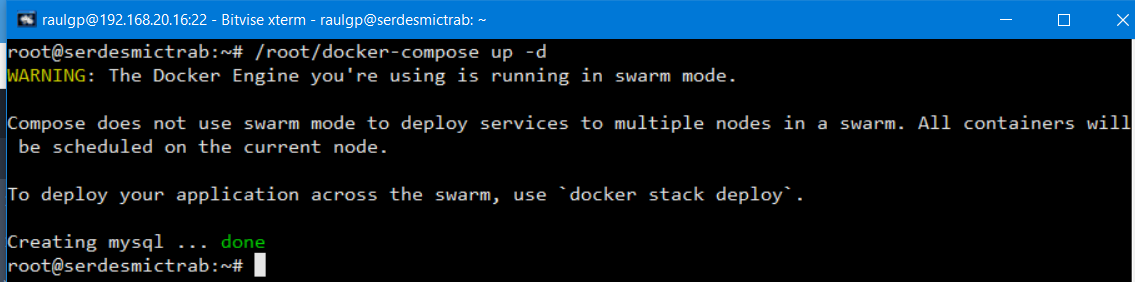 raulgp@192.168.20.16:22 - Bitvise xterm - raulgp@serdesmictrab: ~
root@serdesmictrab:~# /root/docker-compose up -d
WARNING: The Docker Engine you're using is running in swarm mode.
Compose does not use swarm mode to deploy services to multiple nodes in a swarm. All containers will
be scheduled on the current node.
To deploy your application across the swarm, use `docker stack deploy`.
Creating mysql ... done
root@serdesmictrab:~#